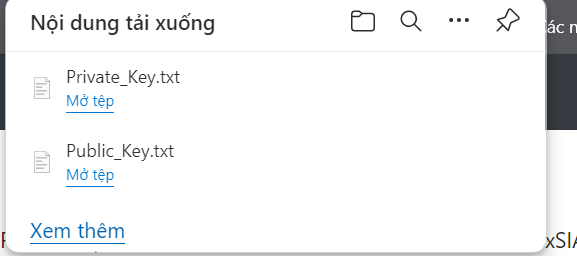 Nội dung tải xuống
Private_Key.txt
Mở tệp
Public_Key.txt
Mở tệp
Xem thêm